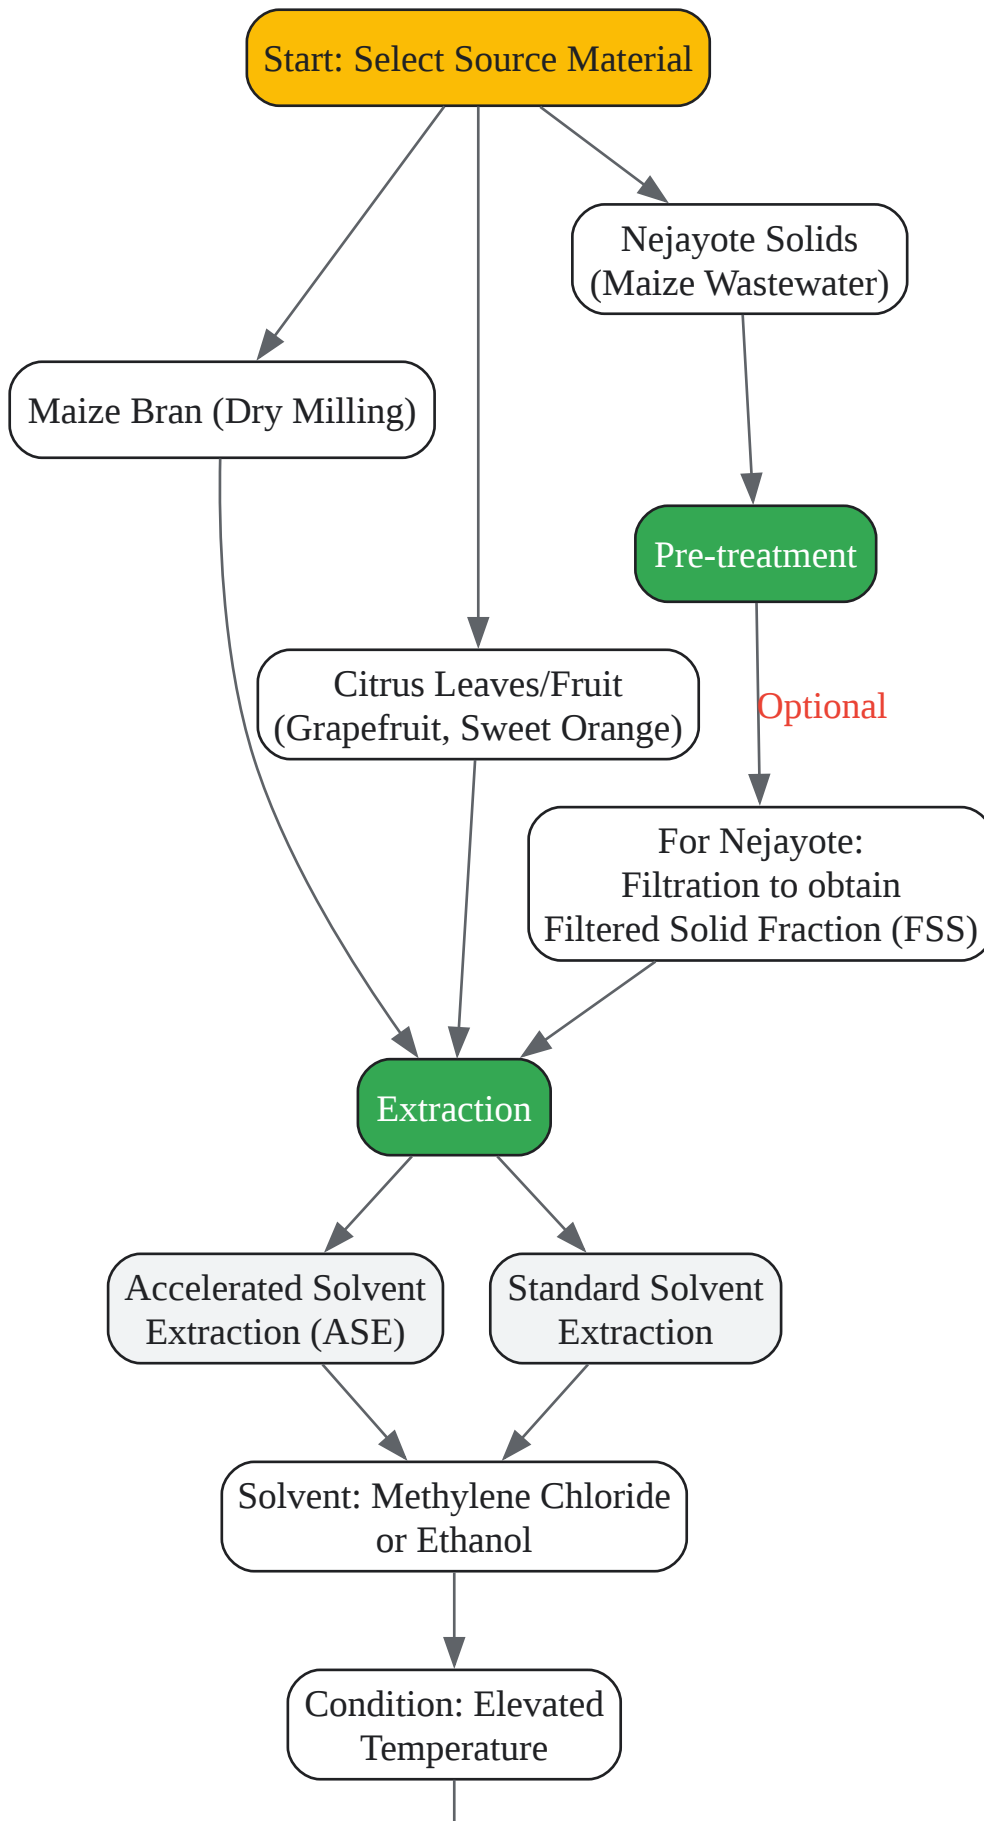 Start: Select Source Material
Nejayote Solids
(Maize Wastewater)
Maize Bran (Dry Milling)
Pre-treatment
Citrus Leaves/Fruit
(Grapefruit, Sweet Orange)
Optional
For Nejayote:
Filtration to obtain
Filtered Solid Fraction (FSS)
Extraction
Accelerated Solvent
Extraction (ASE)
Standard Solvent
Extraction
Solvent: Methylene Chloride
or Ethanol
Condition: Elevated
Temperature